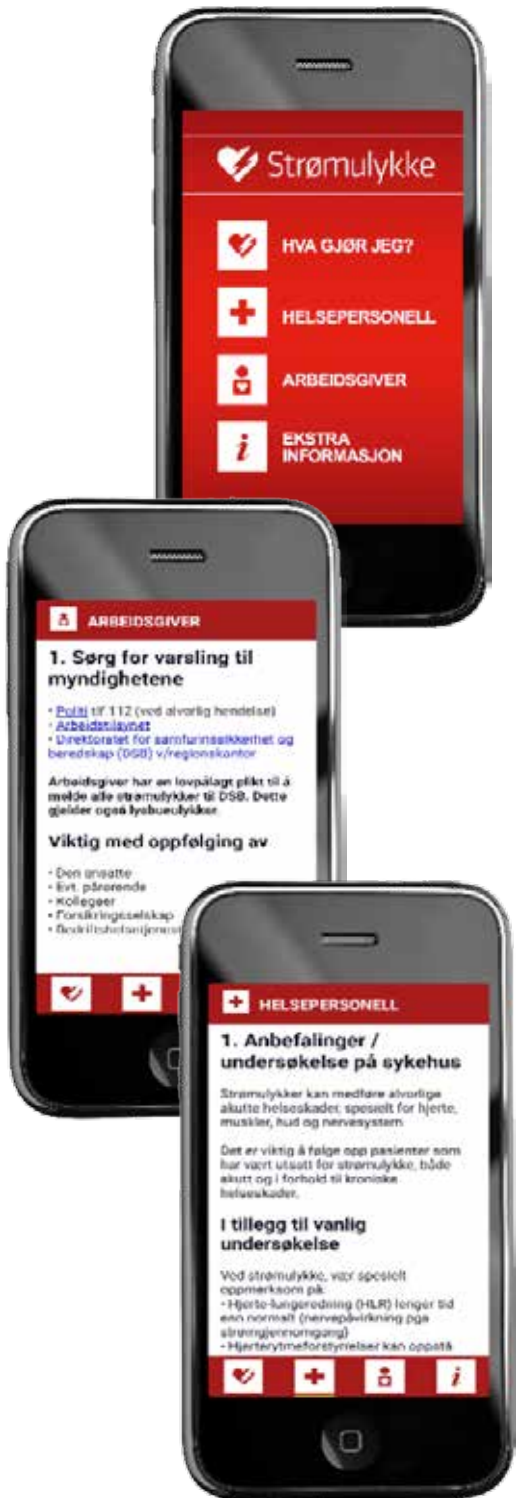 Strømulykke
HVA GJØR JEG?
HELSEPERSONELL
ARBEIDSGIVER
i EKSTRA
INFORMASJON
ARBEIDSGIVER
1. Sørg for varsling til
myndighetene
• Politi tlf 112 (ved alvorlig hendelse)
• Arbeidstilsynet
• Direktoratet for samfunnssikkerhet og
beredskap (DSB) v/regionskontor
Arbeidsgiver har en lovpålagt plikt til å
melde alle strømulykker til DSB. Dette
gjelder også lysbueulykker.
Viktig med oppfølging av
• Den ansatte
• Evt. pårørende
• Kollegaer
• Forsikringsselskap
HELSEPERSONELL
1. Anbefalinger /
undersøkelse på sykehus
Strømulykker kan medføre alvorlige
akutte helseskader, spesielt for hjerte,
muskler, hud og nervesystem
Det er viktig å følge opp pasienter som
har vært utsatt for strømulykke, både
akutt og i forhold til kroniske
helseskader.
I tillegg til vanlig
undersøkelse
Ved strømulykke, vær spesielt
oppmerksom på:
• Hjerte-lungeredning (HLR) lenger tid
enn normalt (nervepåvirkning pga
strømgjennomgang)
• Hjerterytmeforstyrrelser kan oppstå
i